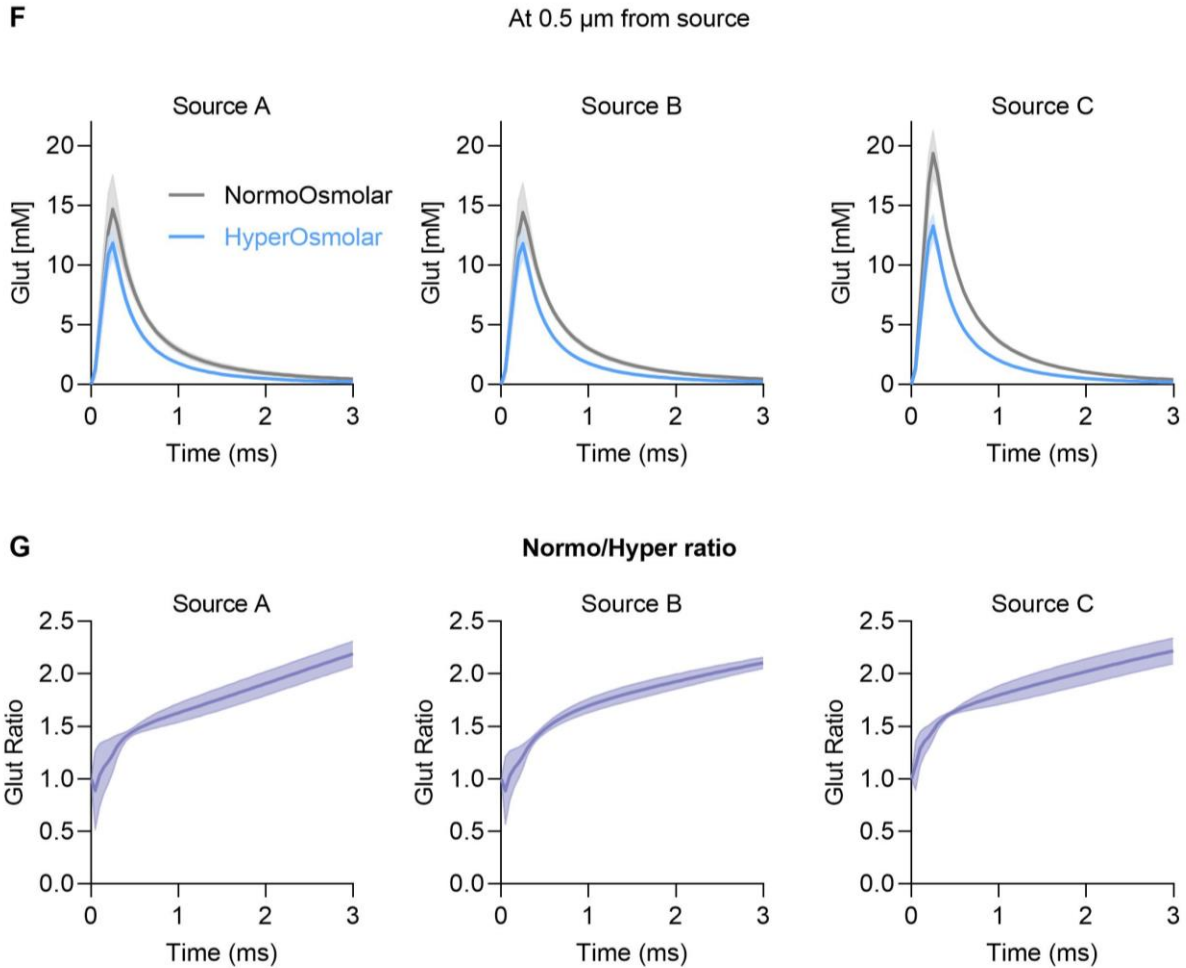 F
At 0.5 µm from source
Source A
Source B
Source C
Glut [mM]
20
15
10
5
0
NormoOsmolar
HyperOsmolar
0 1 2 3
Time (ms)
Glut [mM]
20
15
10
5
0
0 1 2 3
Time (ms)
Glut [mM]
20
15
10
5
0
0 1 2 3
Time (ms)
G
Normo/Hyper ratio
Source A
Source B
Source C
Glut Ratio
2.5
2.0
1.5
1.0
0.5
0.0
0 1 2 3
Time (ms)
Glut Ratio
2.5
2.0
1.5
1.0
0.5
0.0
0 1 2 3
Time (ms)
Glut Ratio
2.5
2.0
1.5
1.0
0.5
0.0
0 1 2 3
Time (ms)